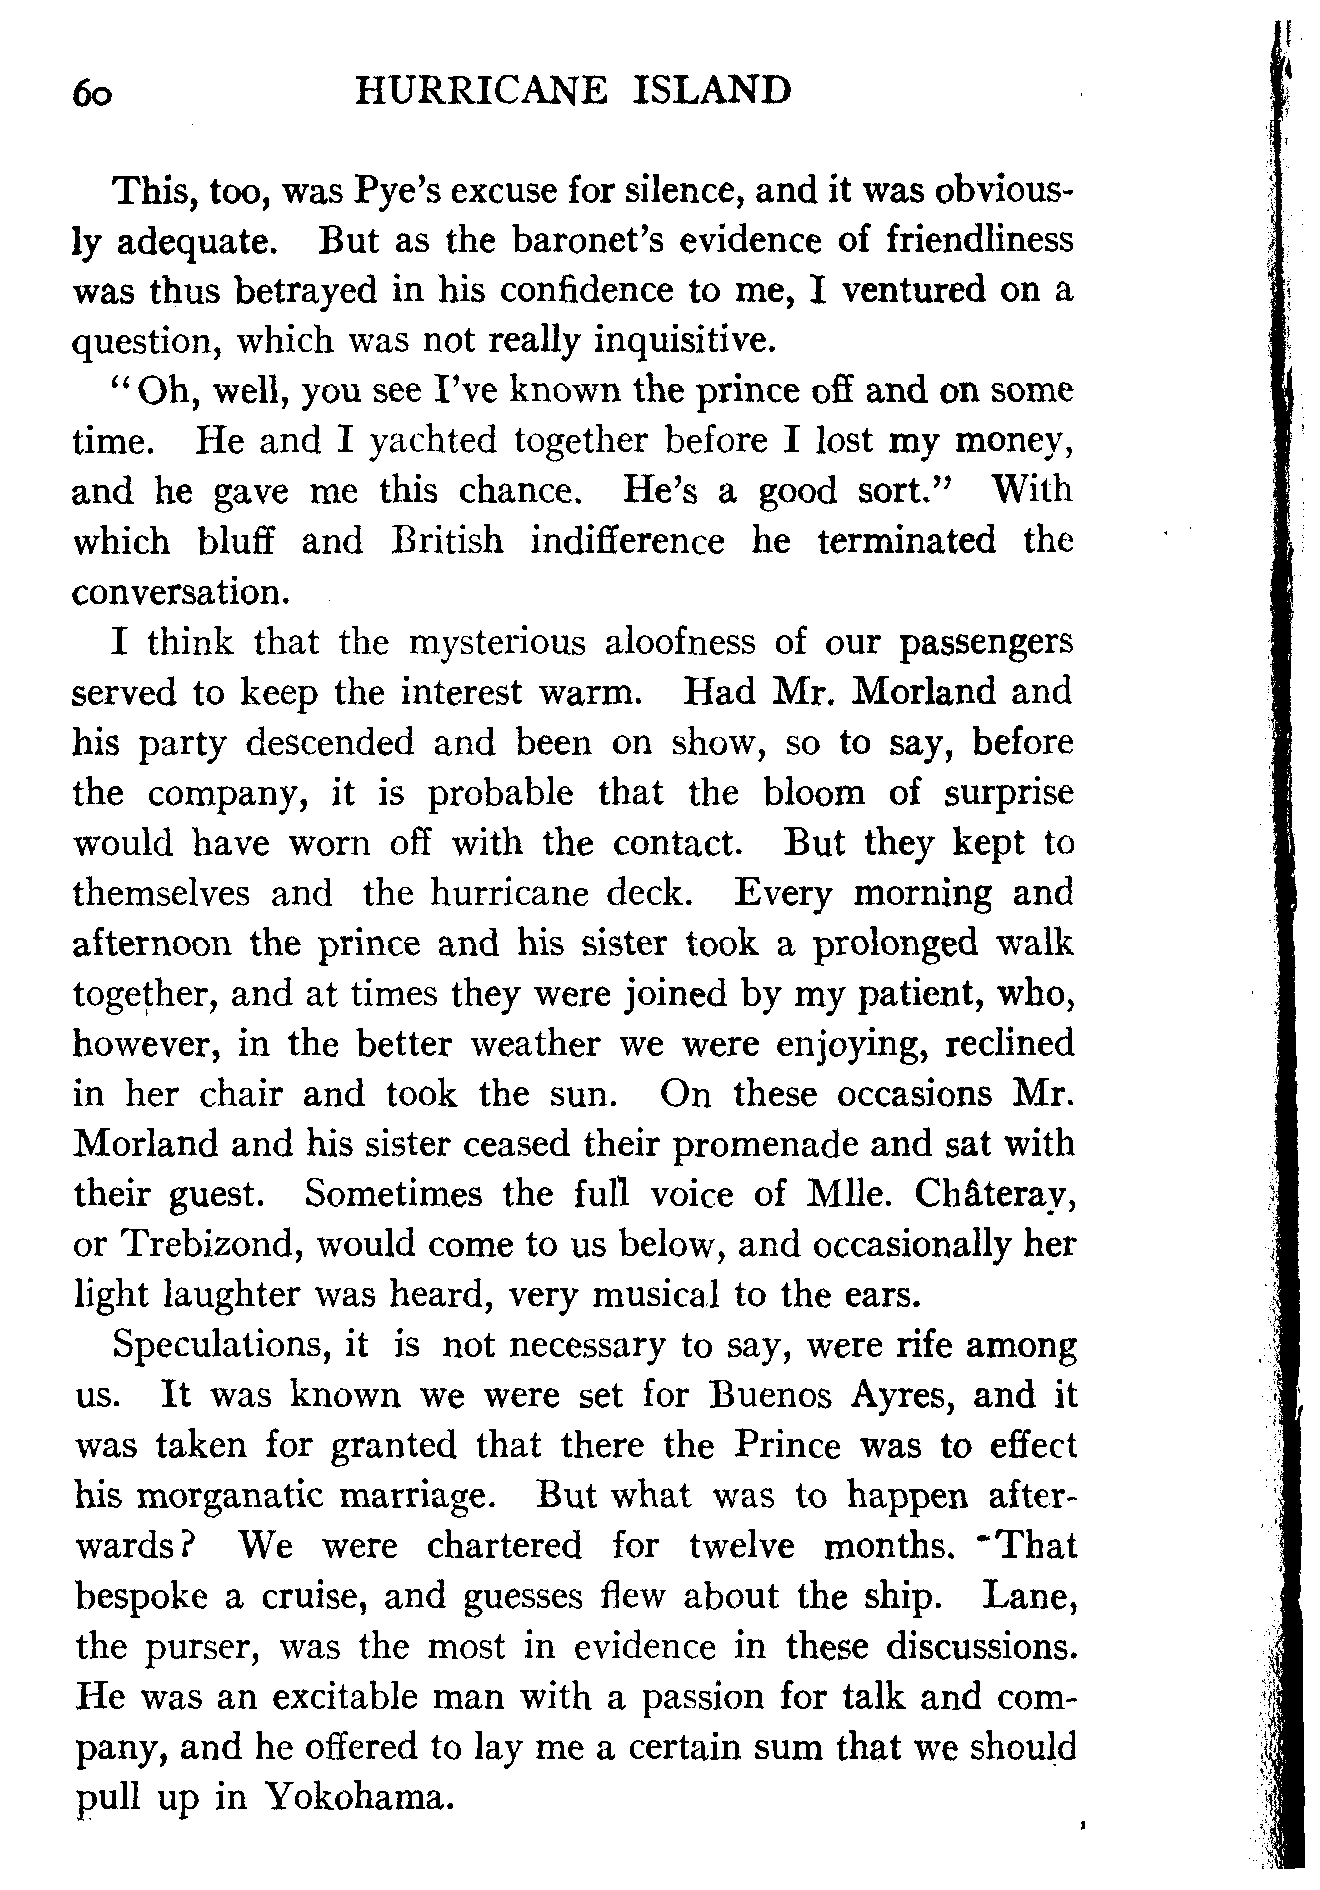 60 HURRICANE ISLAND
This, too, was Pye's excuse for silence, and it was obvious-
ly adequate. But as the baronet's evidence of friendliness
was thus betrayed in his confidence to me, I ventured on a
question, which was not really inquisitive.
"Oh, well, you see I've known the prince off and on some
time. He and I yachted together before I lost my money,
and he gave me this chance. He's a good sort." With
which bluff and British indifference he terminated the
conversation.
I think that the mysterious aloofness of our passengers
served to keep the interest warm. Had Mr. Morland and
his party descended and been on show, so to say, before
the company, it is probable that the bloom of surprise
would have worn off with the contact. But they kept to
themselves and the hurricane deck. Every morning and
afternoon the prince and his sister took a prolonged walk
together, and at times they were joined by my patient, who,
however, in the better weather we were enjoying, reclined
in her chair and took the sun. On these occasions Mr.
Morland and his sister ceased their promenade and sat with
their guest. Sometimes the full voice of Mlle. Châteray,
or Trebizond, would come to us below, and occasionally her
light laughter was heard, very musical to the ears.
Speculations, it is not necessary to say, were rife among
us. It was known we were set for Buenos Ayres, and it
was taken for granted that there the Prince was to effect
his morganatic marriage. But what was to happen after-
wards? We were chartered for twelve months. That
bespoke a cruise, and guesses flew about the ship. Lane,
the purser, was the most in evidence in these discussions.
He was an excitable man with a passion for talk and com-
pany, and he offered to lay me a certain sum that we should
pull up in Yokohama.